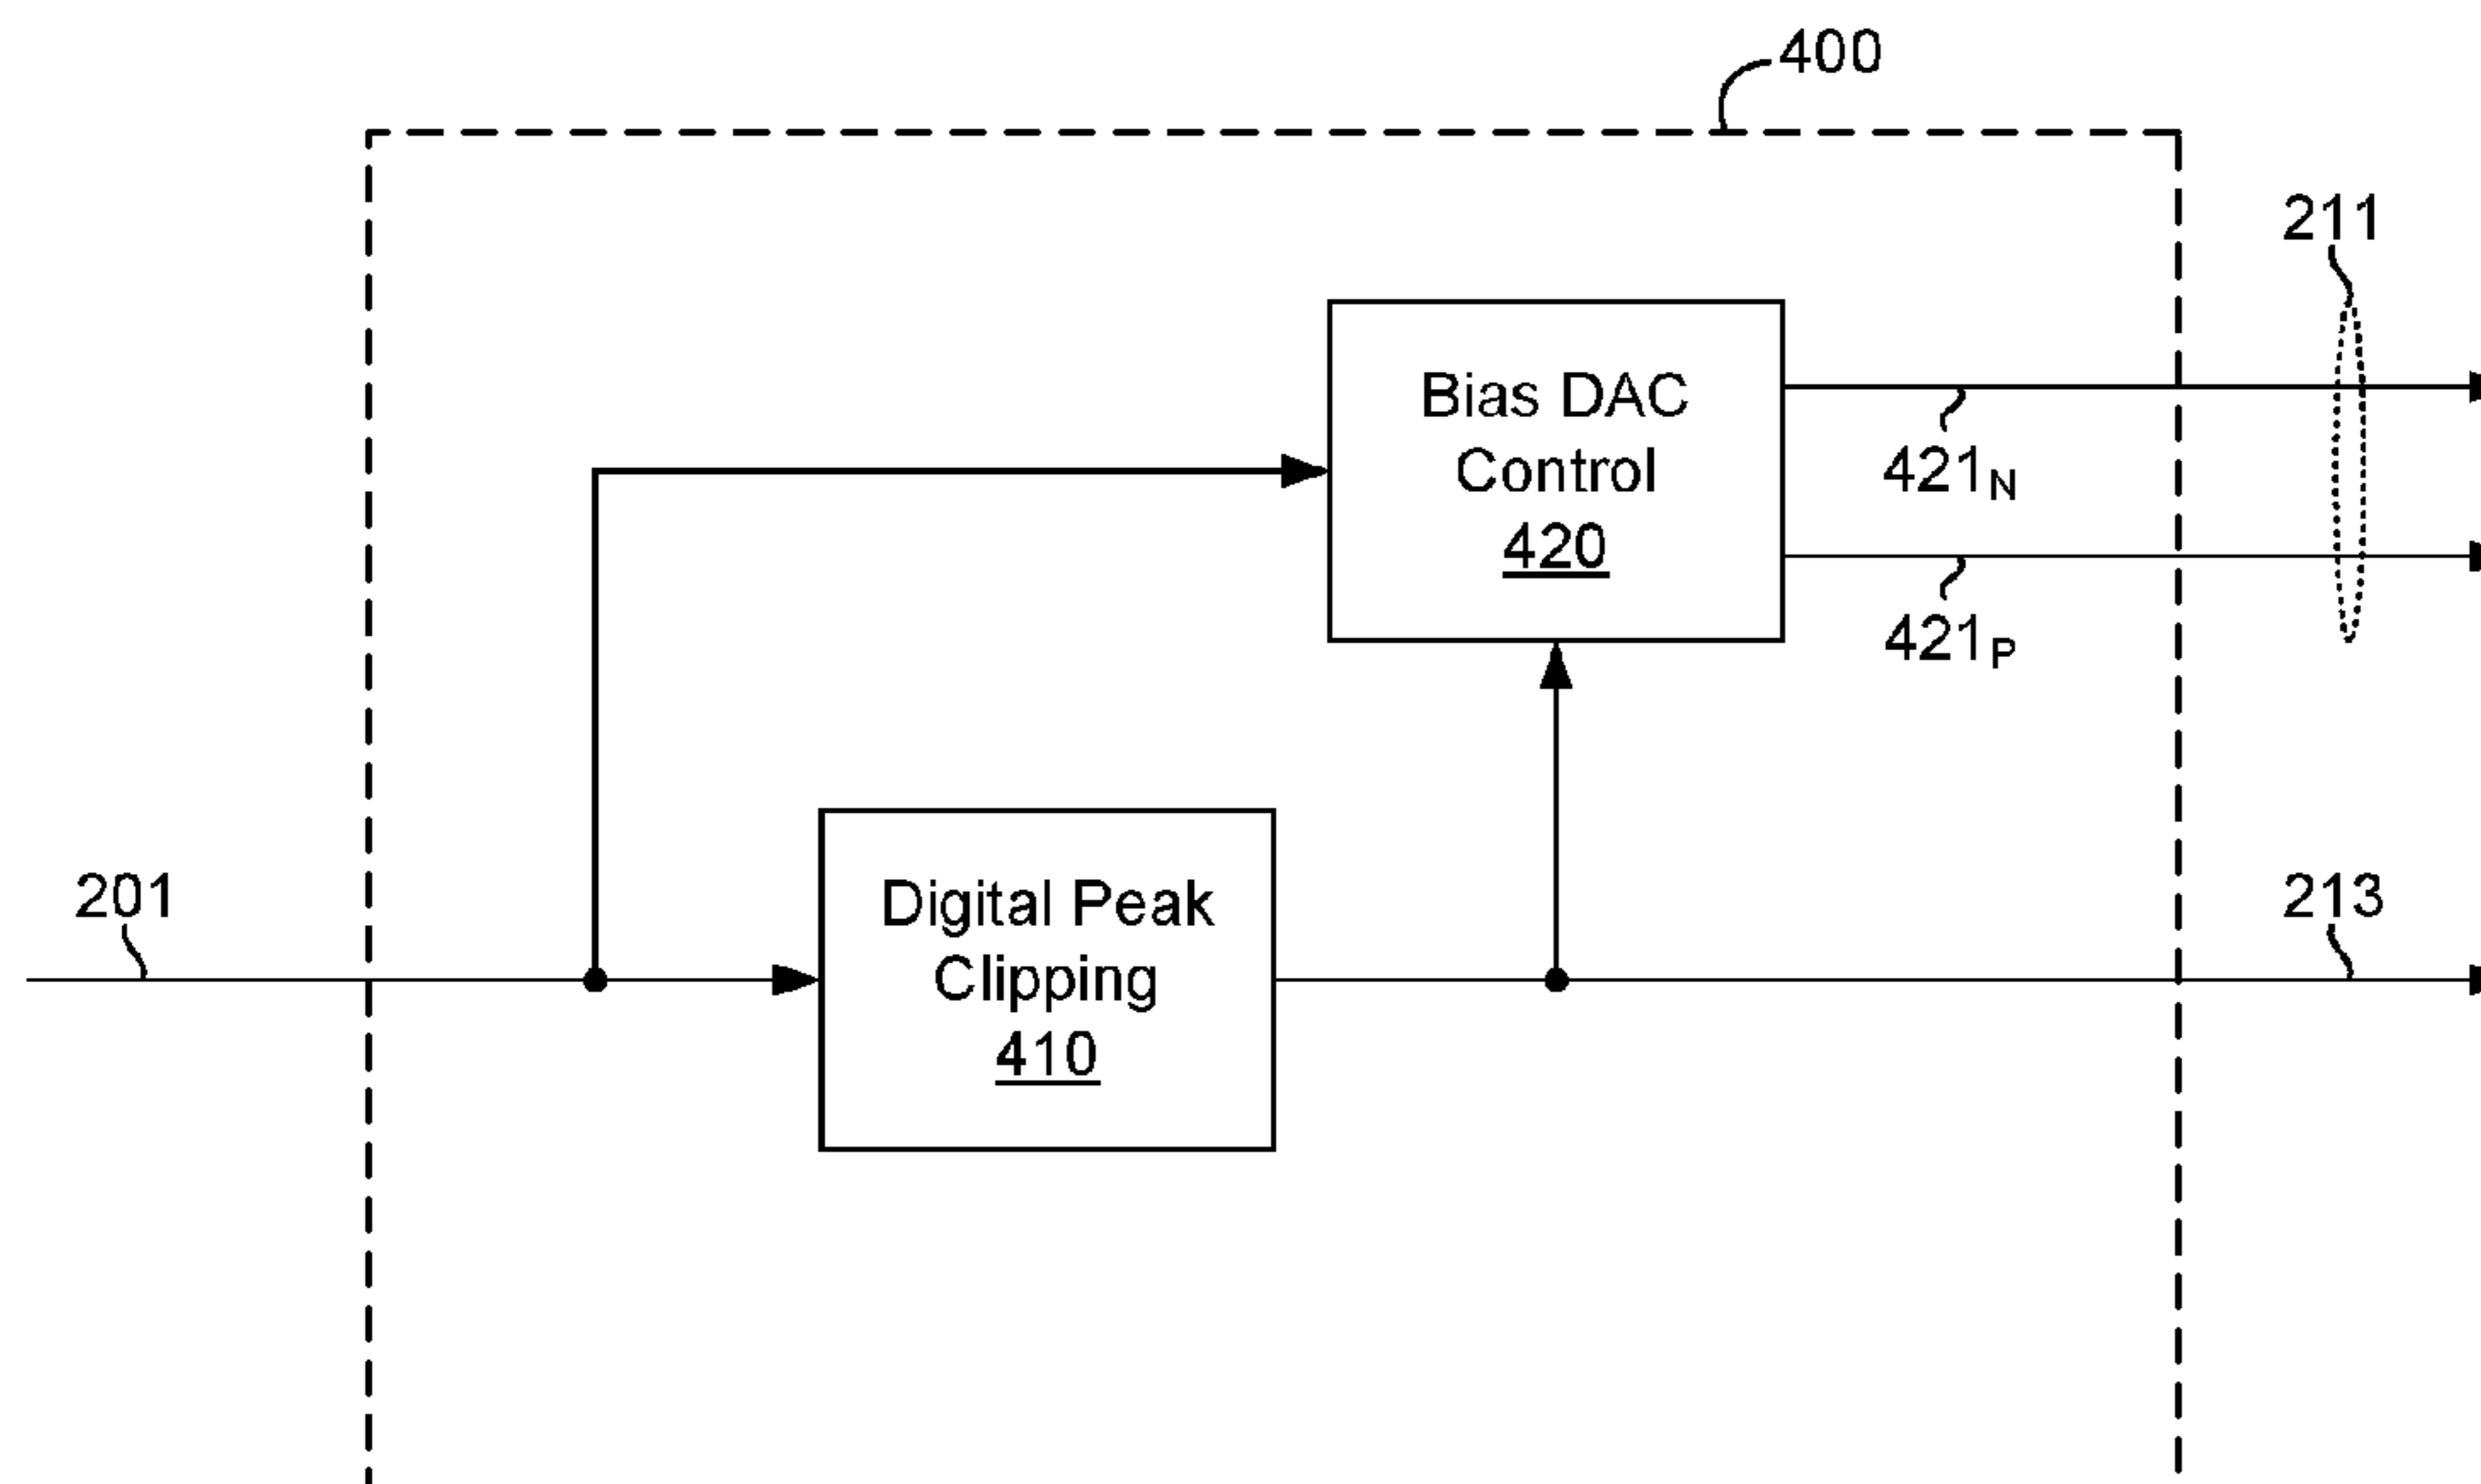 400
211
Bias DAC
Control
420
421N
421P
201
Digital Peak
Clipping
410
213